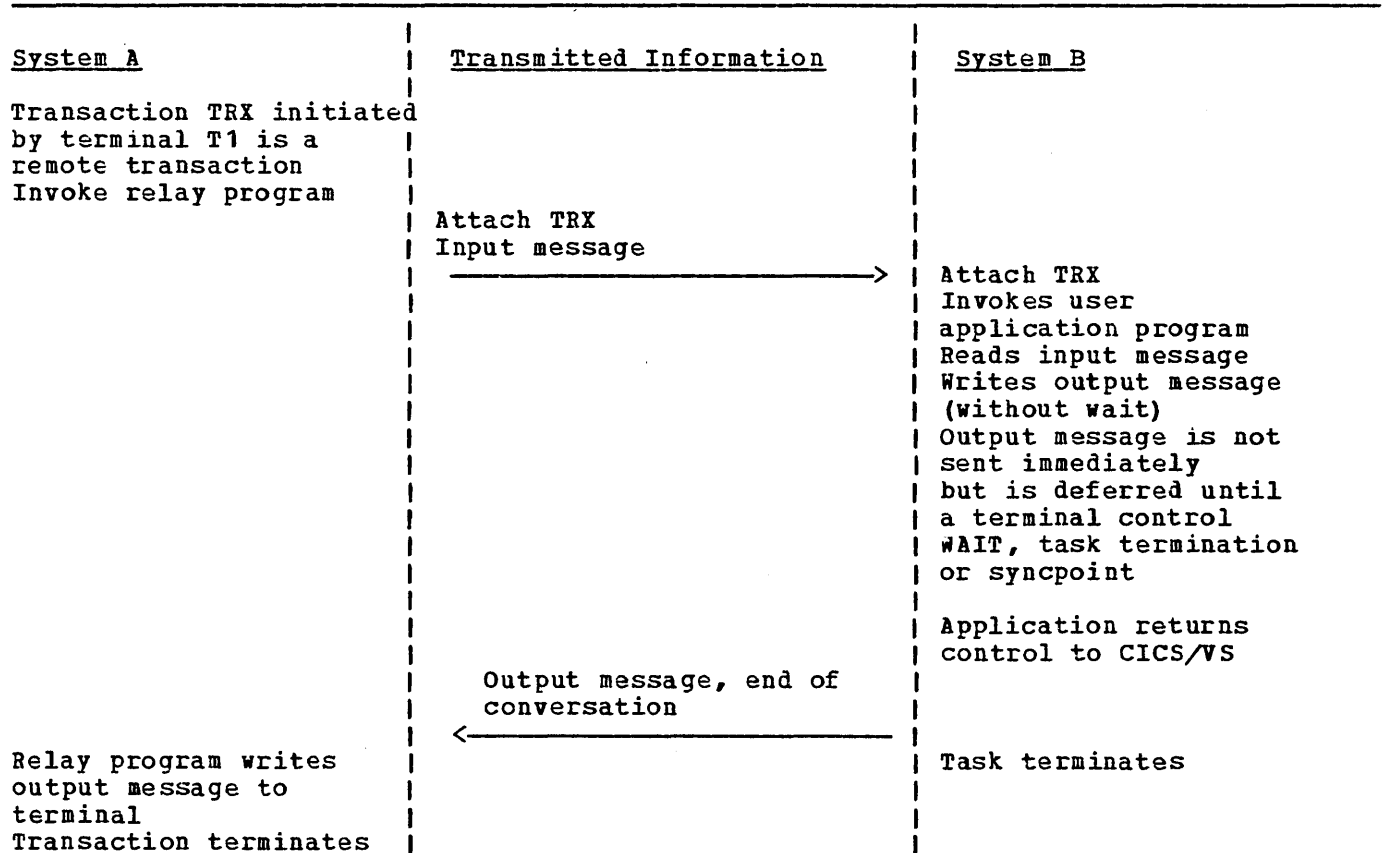 System A
Transmitted Information
System B
Transaction TRX initiated
by terminal T1 is a
remote transaction
Invoke relay program
Attach TRX
Input message
Attach TRX
Invokes user
application program
Reads input message
Writes output message
(without wait)
Output message is not
sent immediately
but is deferred until
a terminal control
WAIT, task termination
or syncpoint
Application returns
control to CICS/VS
Output message, end of
conversation
Relay program writes
output message to
terminal
Transaction terminates
Task terminates